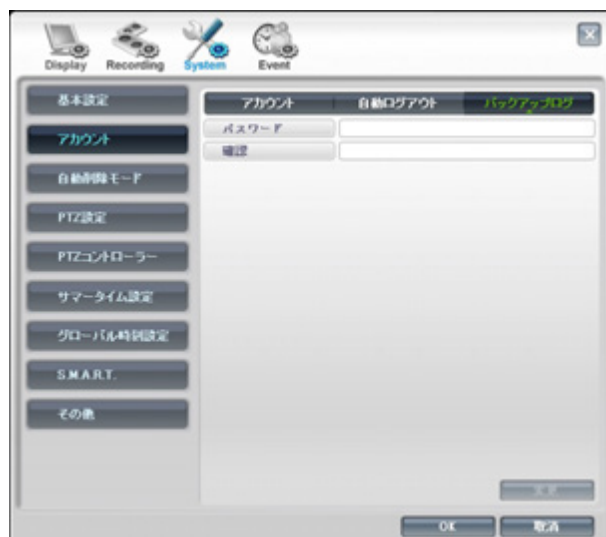 Display Recording System Event
基本設定
アカウント
自動削除モード
PTZ設定
PTZコントローラー
サマータイム設定
グローバル時刻設定
S.M.A.R.T.
その他
アカウント 自動ログアウト バックアップログ
パスワード
確認
変更
OK 取消